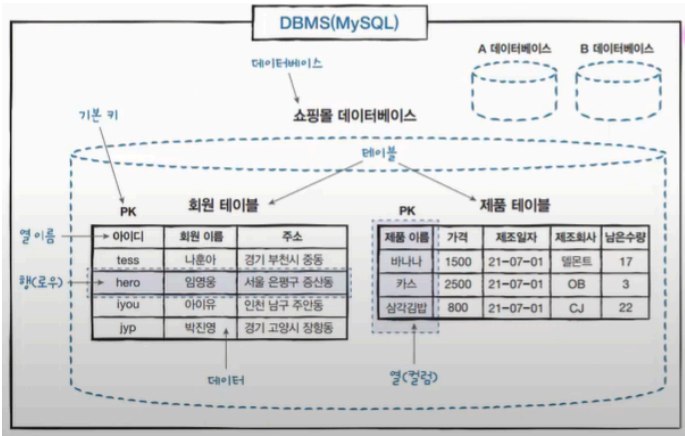 DBMS(MySQL)
A 데이터베이스
B 데이터베이스
데이터베이스
기본 키
쇼핑몰 데이터베이스
테이블
PK
회원 테이블
열 이름
아이디 회원 이름 주소
tess 나훈아 경기 부천시 중동
행(로우)
hero 임영웅 서울 은평구 증산동
iyou 아이유 인천 남구 주안동
jyp 박진영 경기 고양시 장항동
데이터
PK
제품 테이블
제품 이름 가격 제조일자 제조회사 남은수량
바나나 1500 21-07-01 델몬트 17
카스 2500 21-07-01 OB 3
삼각김밥 800 21-07-01 CJ 22
열(컬럼)